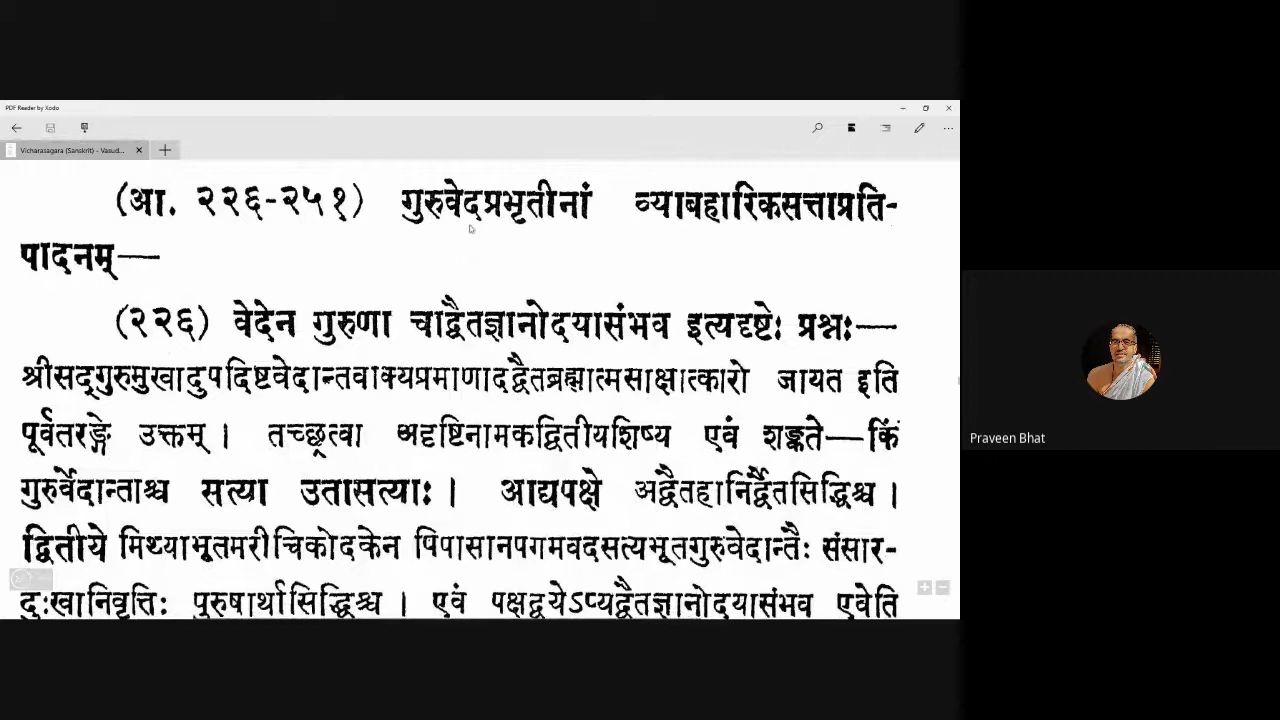 PDF Reader by Xodo
Vicharasagara (Sanskrit) - Vasud...
(आ. २२६-२५१) गुरुवेदप्रभृतीनां व्याबहारिकसत्ताप्रति-
पादनम्—
(२२६) वेदेन गुरुणा चाद्वैतज्ञानोदयासंभव इत्यदृष्टेः प्रश्नः—
श्रीसद्गुरुमुखादुपदिष्टवेदान्तवाक्यप्रमाणादद्वैतब्रह्मात्मसाक्षात्कारो जायत इति
पूर्वतरङ्गे उक्तम् । तच्छ्रुत्वा अदृष्टिनामकद्वितीयशिष्य एवं शङ्कते—किं
गुरुर्वेदान्ताश्च सत्या उतासत्याः । आद्यपक्षे अद्वैतहानिर्द्वैतसिद्धिश्च ।
द्वितीये मिथ्याभूतमरीचिकोदकेन पिपासानपगमवदसत्यभूतगुरुवेदान्तैः संसार-
दुःखानिवृत्तिः पुरुषार्थासिद्धिश्च । एवं पक्षद्वयेऽप्यद्वैतज्ञानोदयासंभव एवेति
Praveen Bhat